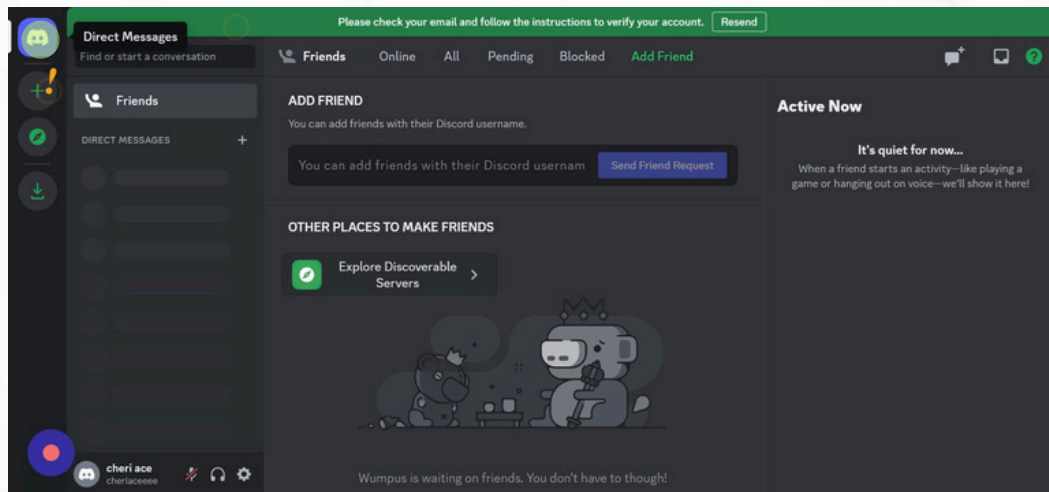 Please check your email and follow the instructions to verify your account. Resend
Direct Messages
Find or start a conversation
Friends Online All Pending Blocked Add Friend
Friends
DIRECT MESSAGES
ADD FRIEND
You can add friends with their Discord username.
You can add friends with their Discord usernam
Send Friend Request
OTHER PLACES TO MAKE FRIENDS
Explore Discoverable
Servers
Wumpus is waiting on friends. You don't have to though!
Active Now
It's quiet for now...
When a friend starts an activity—like playing a
game or hanging out on voice—we'll show it here!
cheri ace
cheriaceeee